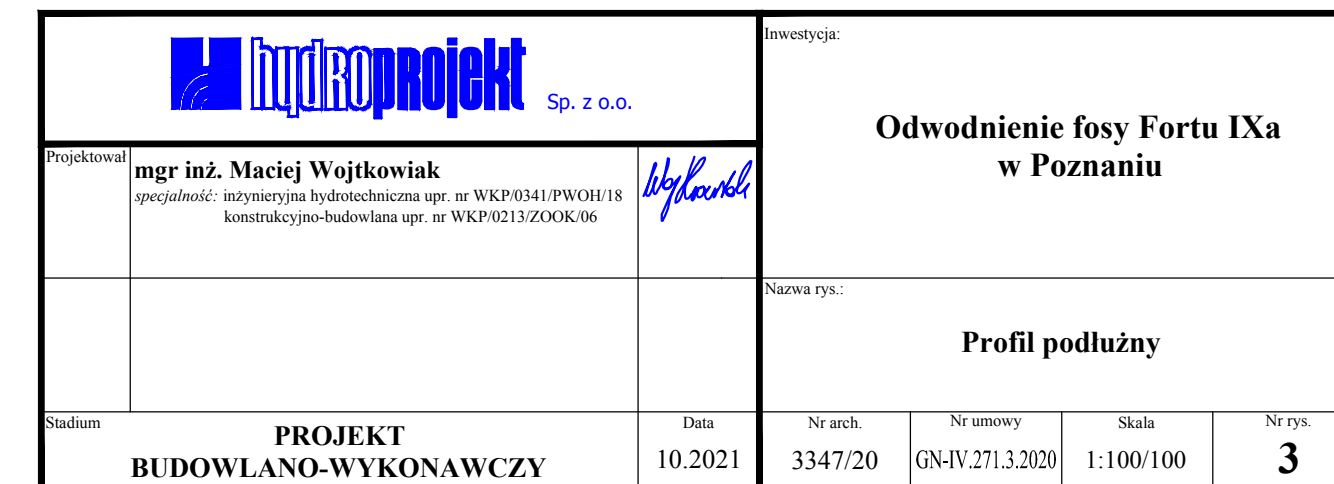 hydroprojekt Sp. z o.o.
Projektował
mgr inż. Maciej Wojtkowiak
specjalność: inżynieryjna hydrotechniczna upr. nr WKP/0341/PWOH/18
konstrukcyjno-budowlana upr. nr WKP/0213/ZOOK/06
Inwestycja:
Odwodnienie fosy Fortu IXa
w Poznaniu
Nazwa rys.:
Profil podłużny
Stadium
PROJEKT
BUDOWLANO-WYKONAWCZY
Data
10.2021
Nr arch.
3347/20
Nr umowy
GN-IV.271.3.2020
Skala
1:100/100
Nr rys.
3